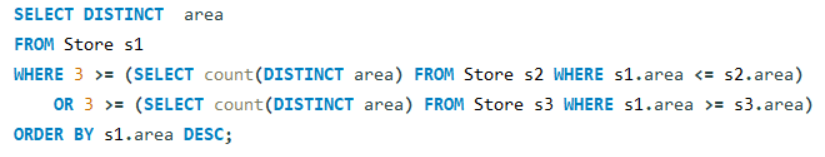 SELECT DISTINCT  area
FROM Store s1
WHERE 3 >= (SELECT count(DISTINCT area) FROM Store s2 WHERE s1.area <= s2.area)
    OR 3 >= (SELECT count(DISTINCT area) FROM Store s3 WHERE s1.area >= s3.area)
ORDER BY s1.area DESC;